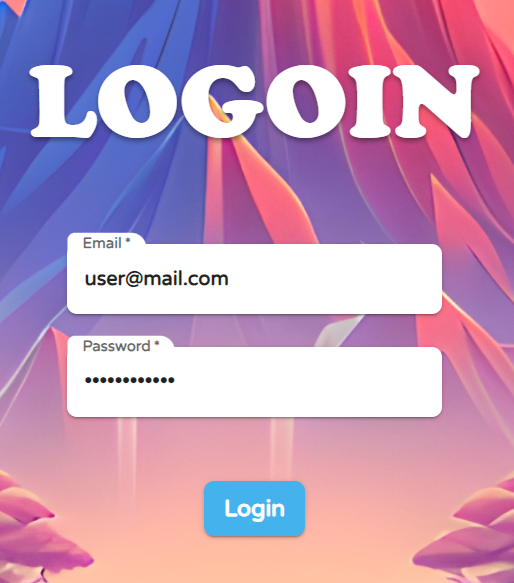 LOGOIN
Email *
user@mail.com
Password *
••••••••••••
Login